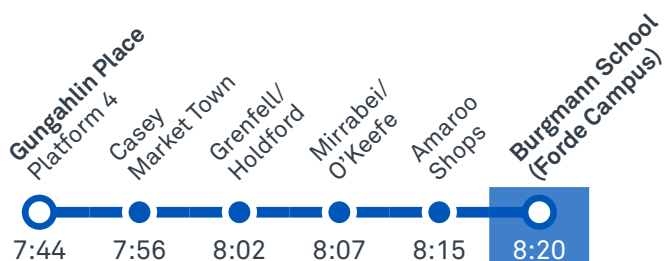 Gungahlin Place
Platform 4
Casey
Market Town
Grenfell/
Holdford
Mirrabei/
O'Keefe
Amaroo
Shops
Burgmann School
(Forde Campus)
7:44
7:56
8:02
8:07
8:15
8:20